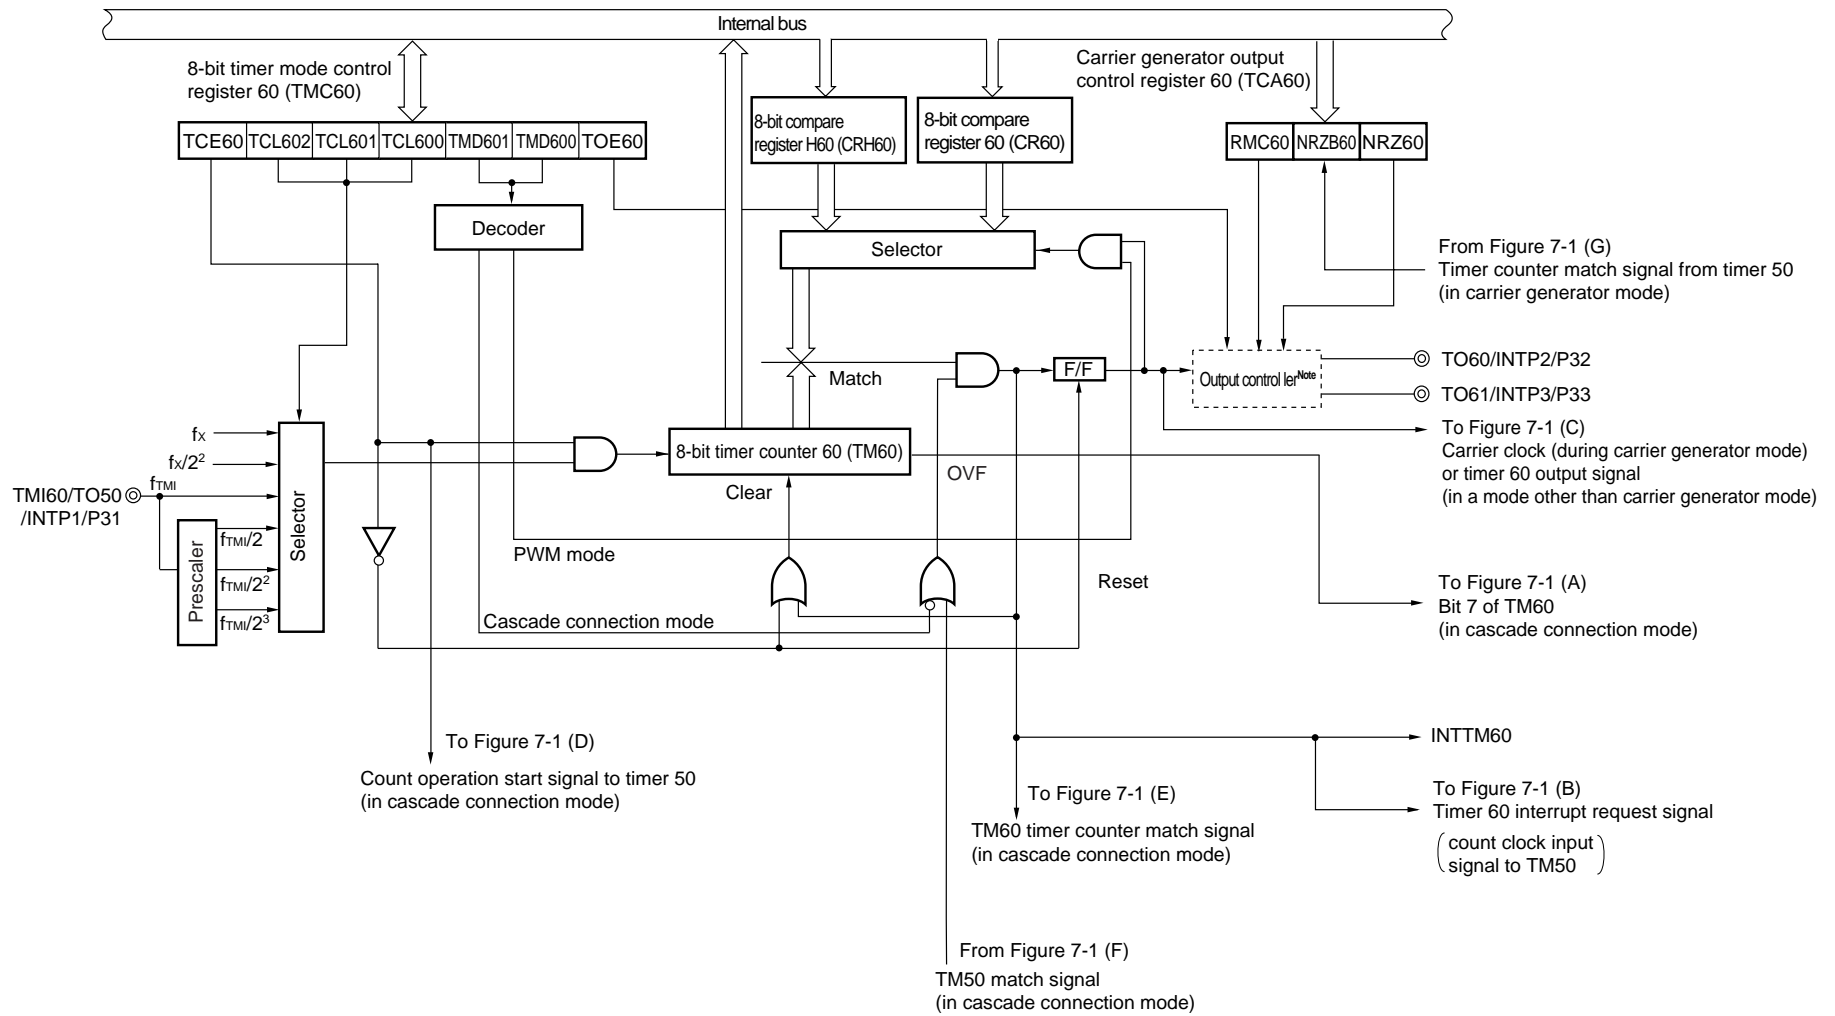 Internal bus
8-bit timer mode control
register 60 (TMC60)
Carrier generator output
control register 60 (TCA60)
8-bit compare
register H60 (CRH60)
8-bit compare
register 60 (CR60)
TCE60 TCL602 TCL601 TCL600 TMD601 TMD600 TOE60
RMC60 NRZB60 NRZ60
Decoder
Selector
From Figure 7-1 (G)
Timer counter match signal from timer 50
(in carrier generator mode)
Match
F/F
Output control ler^Note
TO60/INTP2/P32
TO61/INTP3/P33
To Figure 7-1 (C)
Carrier clock (during carrier generator mode)
or timer 60 output signal
(in a mode other than carrier generator mode)
fX
fX/2²
fTMI
TMI60/TO50
/INTP1/P31
fTMI/2
fTMI/2²
fTMI/2³
Prescaler
Selector
8-bit timer counter 60 (TM60)
OVF
Clear
PWM mode
Reset
Cascade connection mode
To Figure 7-1 (A)
Bit 7 of TM60
(in cascade connection mode)
To Figure 7-1 (D)
Count operation start signal to timer 50
(in cascade connection mode)
INTTM60
To Figure 7-1 (E)
TM60 timer counter match signal
(in cascade connection mode)
To Figure 7-1 (B)
Timer 60 interrupt request signal
(count clock input
signal to TM50)
From Figure 7-1 (F)
TM50 match signal
(in cascade connection mode)